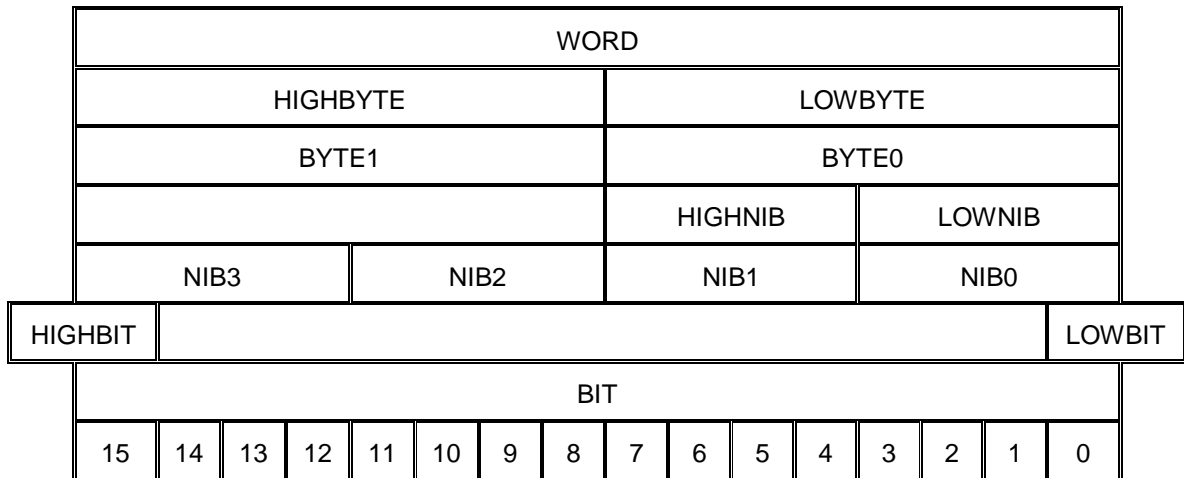 WORD
HIGHBYTE LOWBYTE
BYTE1 BYTE0
HIGHNIB LOWNIB
NIB3 NIB2 NIB1 NIB0
HIGHBIT LOWBIT
BIT
15 14 13 12 11 10 9 8 7 6 5 4 3 2 1 0